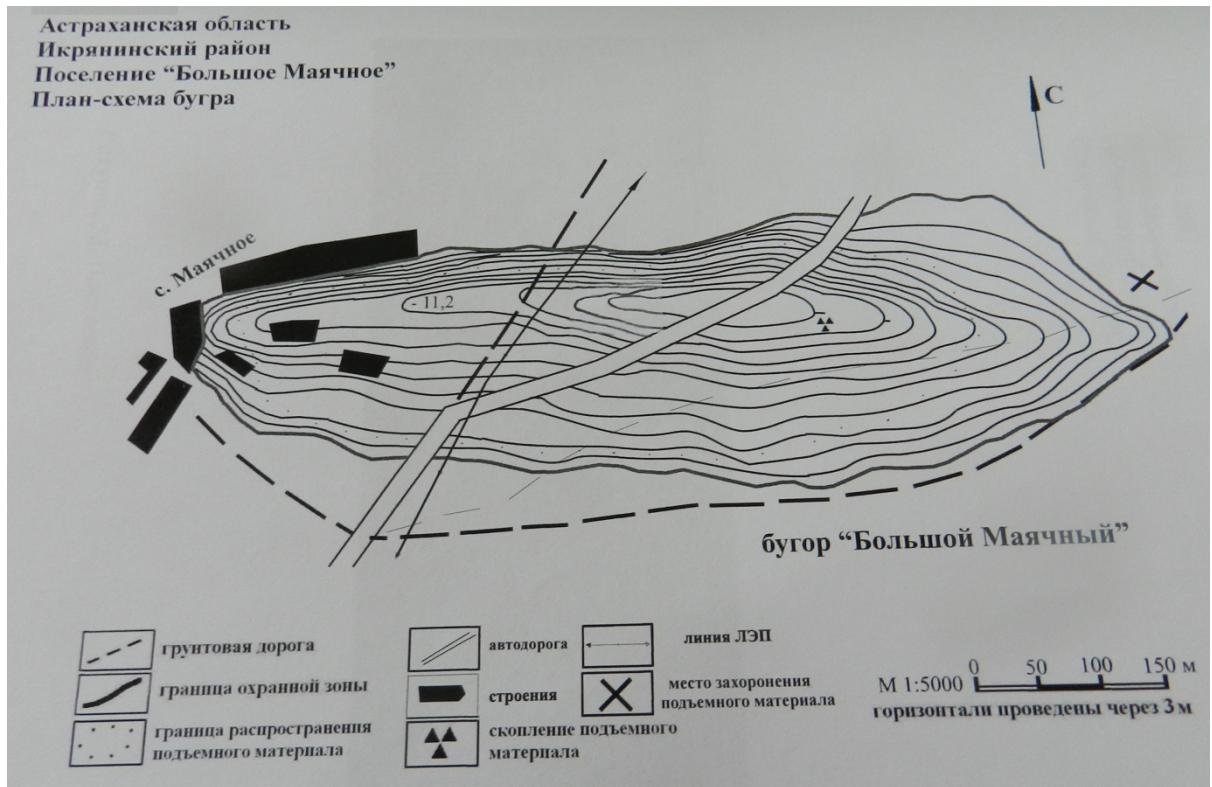 Астраханская область
Икрянинский район
Поселение “Большое Маячное”
План-схема бугра
С
с. Маячное
- 11,2
бугор “Большой Маячный”
грунтовая дорога
граница охранной зоны
граница распространения
подъемного материала
автодорога
строения
скопление подъемного
материала
линия ЛЭП
место захоронения
подъемного материала
М 1:5000 0 50 100 150 м
горизонтали проведены через 3 м